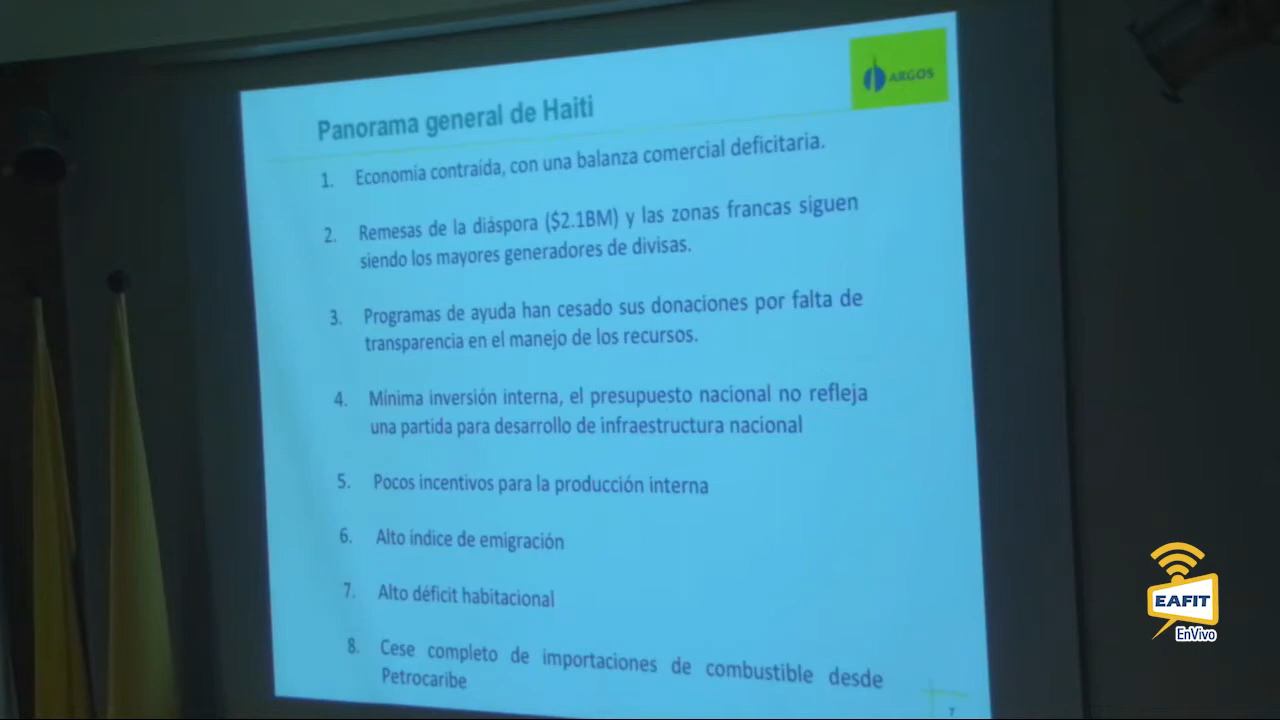 ARGOS
Panorama general de Haiti
1. Economía contraída, con una balanza comercial deficitaria.
2. Remesas de la diáspora ($2.1BM) y las zonas francas siguen
siendo los mayores generadores de divisas.
3. Programas de ayuda han cesado sus donaciones por falta de
transparencia en el manejo de los recursos.
4. Mínima inversión interna, el presupuesto nacional no refleja
una partida para desarrollo de infraestructura nacional
5. Pocos incentivos para la producción interna
6. Alto índice de emigración
7. Alto déficit habitacional
8. Cese completo de importaciones de combustible desde
Petrocaribe
7
EAFIT
EnVivo